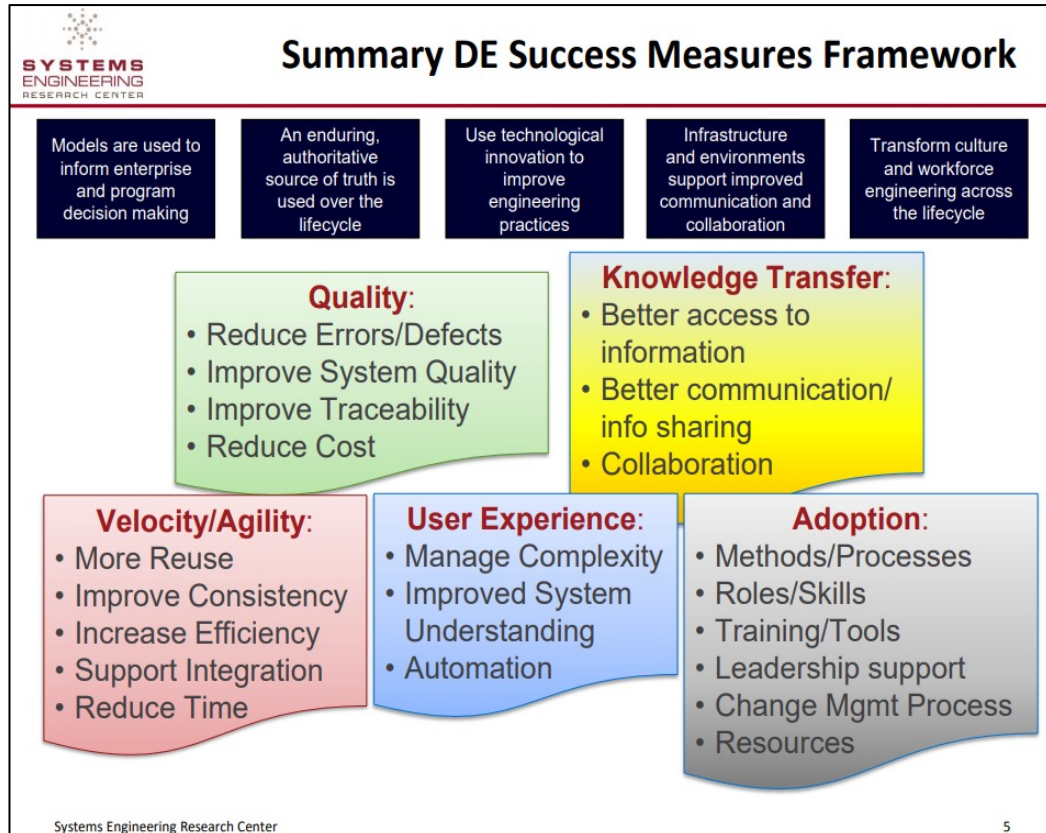 SYSTEMS
ENGINEERING
RESEARCH CENTER
Summary DE Success Measures Framework
Models are used to
inform enterprise
and program
decision making
An enduring,
authoritative
source of truth is
used over the
lifecycle
Use technological
innovation to
improve
engineering
practices
Infrastructure
and environments
support improved
communication and
collaboration
Transform culture
and workforce
engineering across
the lifecycle
Quality:
• Reduce Errors/Defects
• Improve System Quality
• Improve Traceability
• Reduce Cost
Knowledge Transfer:
• Better access to
information
• Better communication/
info sharing
• Collaboration
Velocity/Agility:
• More Reuse
• Improve Consistency
• Increase Efficiency
• Support Integration
• Reduce Time
User Experience:
• Manage Complexity
• Improved System
Understanding
• Automation
Adoption:
• Methods/Processes
• Roles/Skills
• Training/Tools
• Leadership support
• Change Mgmt Process
• Resources
Systems Engineering Research Center
5